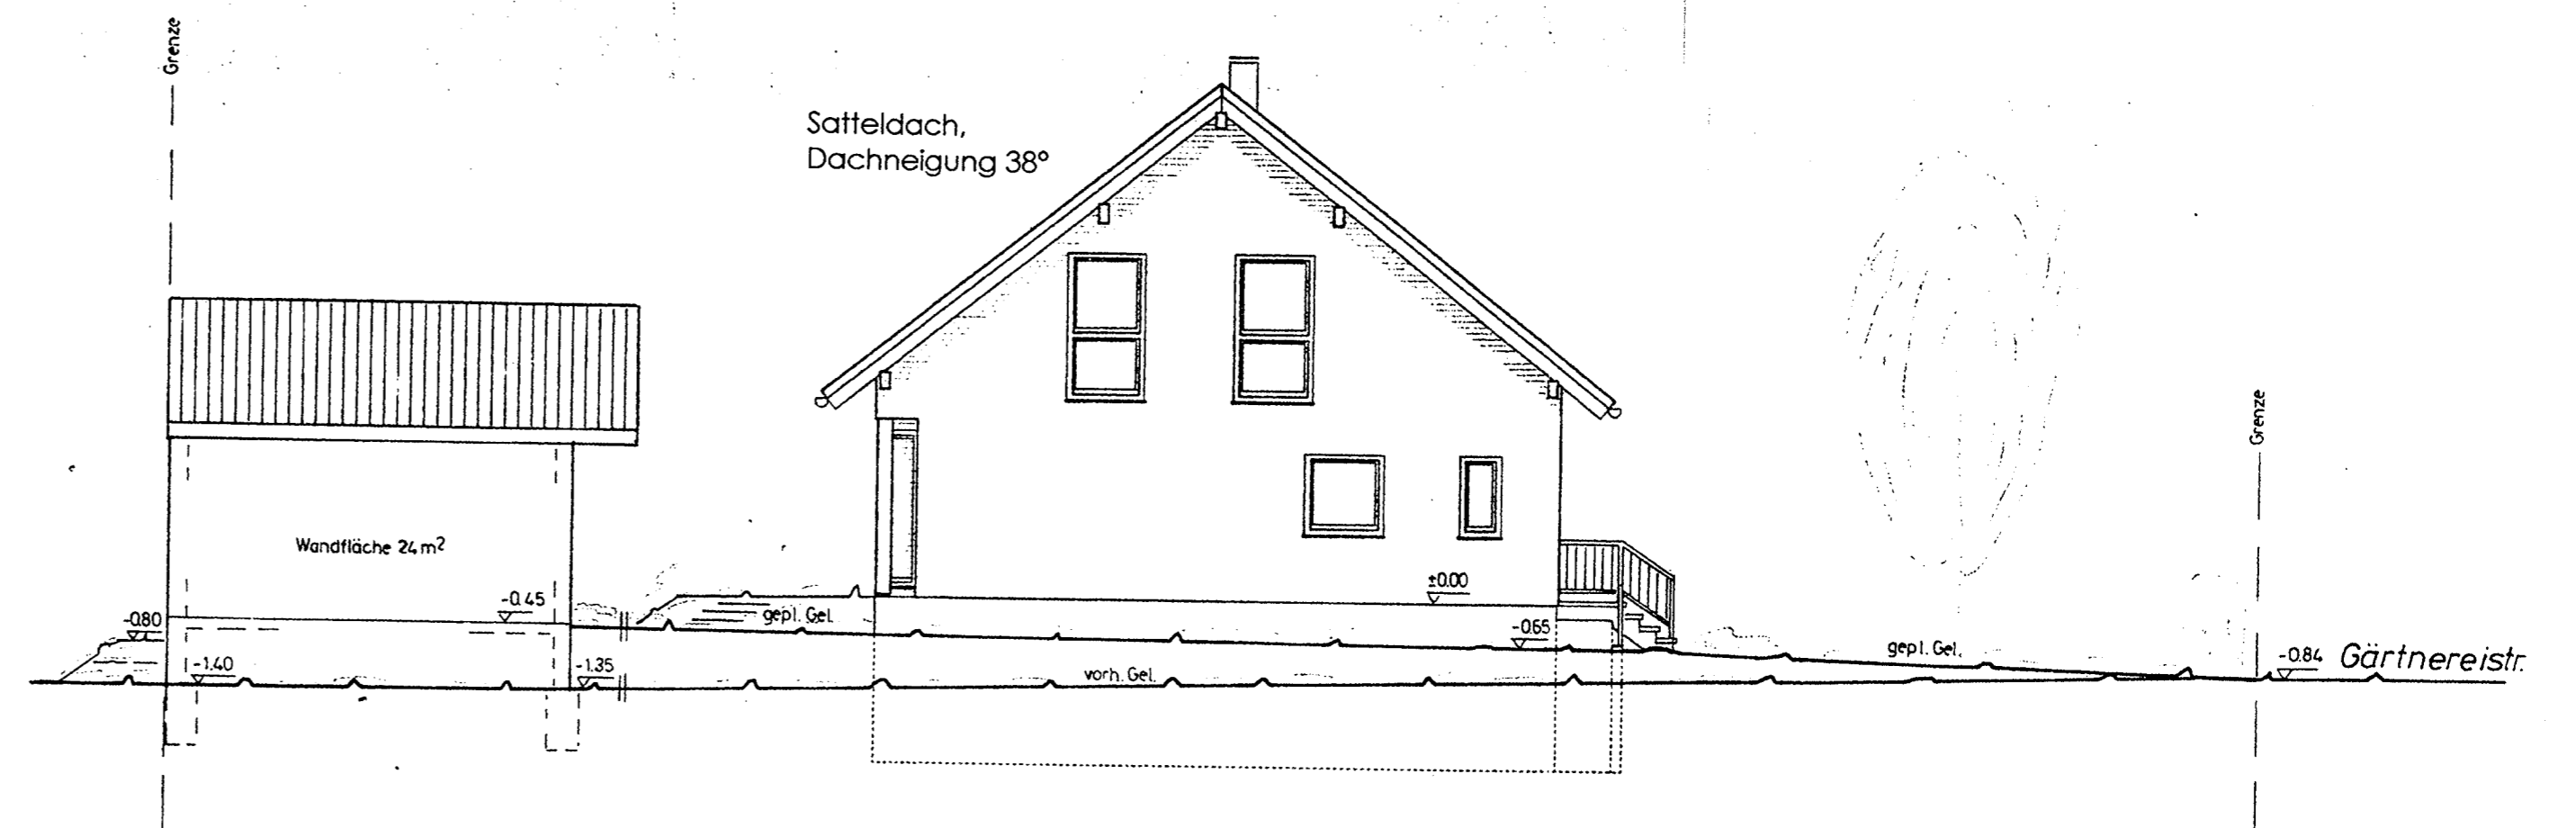 Grenze
Satteldach,
Dachneigung 38°
Grenze
Wandfläche 24 m²
-0.45
±0.00
-0.80
gepl. Gel.
-0.65
gepl. Gel.
-0.84 Gärtnereistr.
-1.40
-1.35
vorh. Gel.